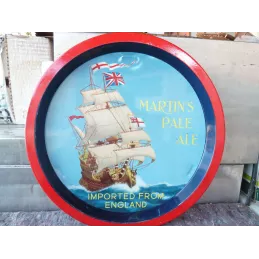 MARTIN'S
PALE
ALE
IMPORTED FROM
ENGLAND